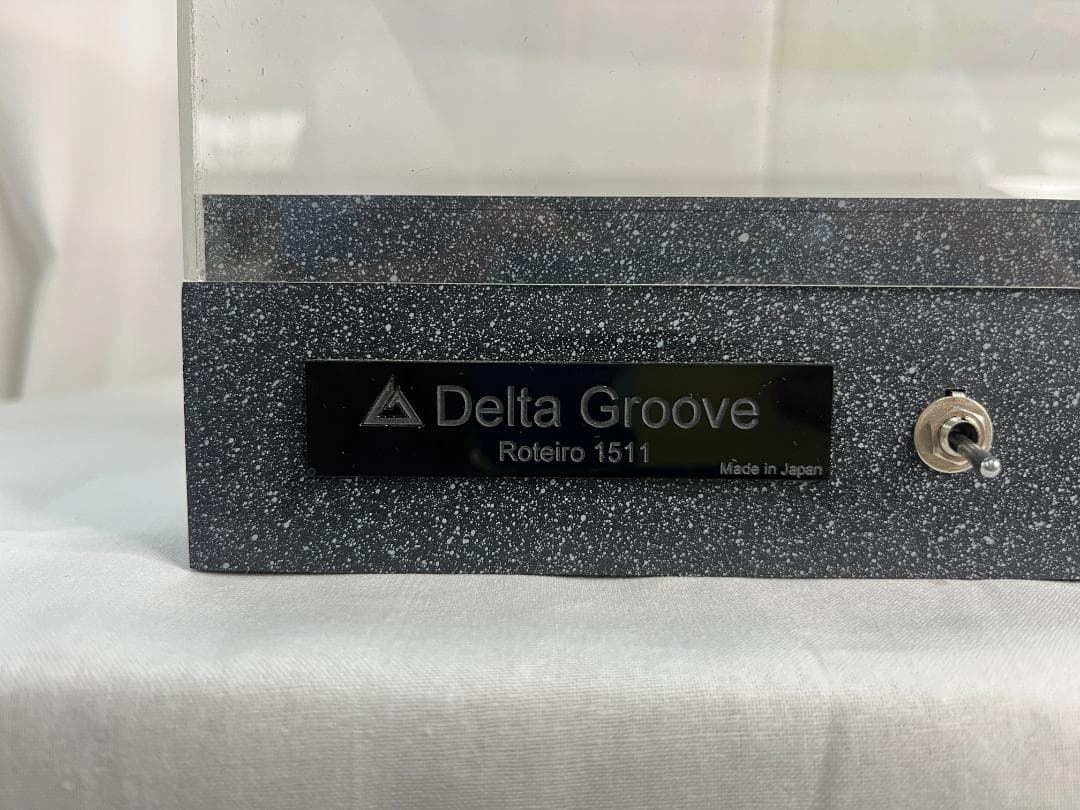 Delta Groove
Roteiro 1511
Made in Japan